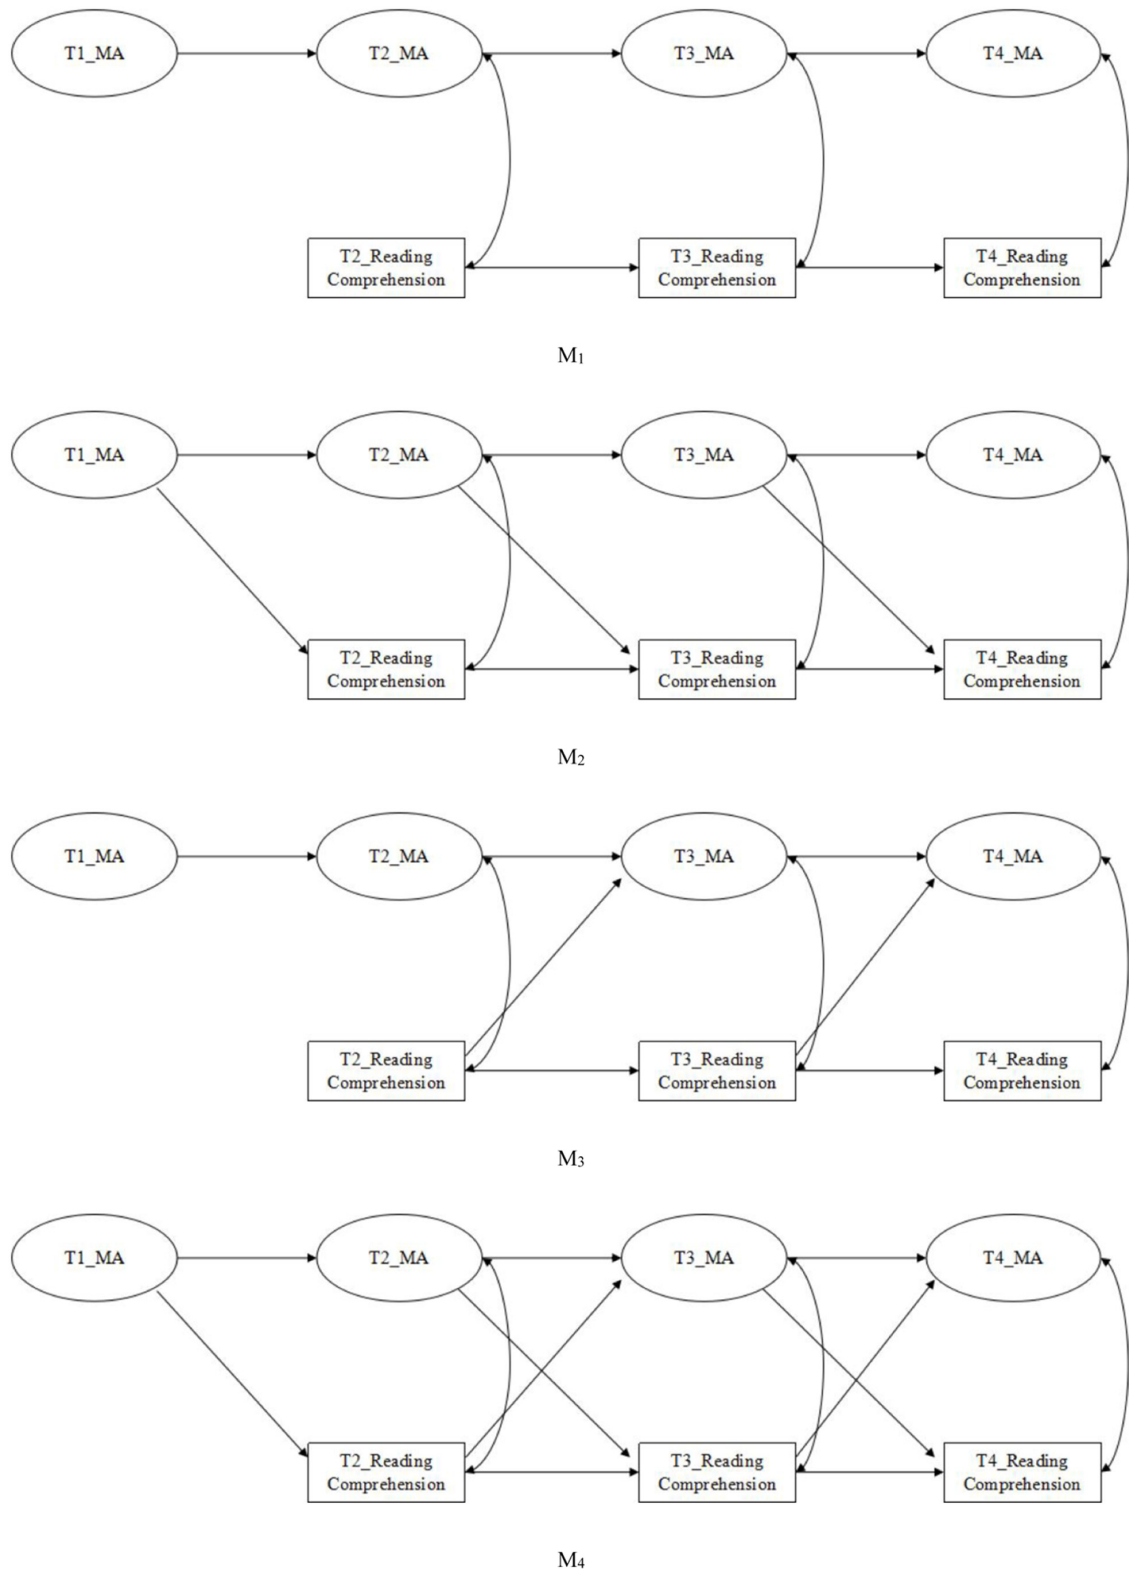 T1_MA T2_MA T3_MA T4_MA
T2_Reading T3_Reading T4_Reading
Comprehension Comprehension Comprehension
M1
T1_MA T2_MA T3_MA T4_MA
T2_Reading T3_Reading T4_Reading
Comprehension Comprehension Comprehension
M2
T1_MA T2_MA T3_MA T4_MA
T2_Reading T3_Reading T4_Reading
Comprehension Comprehension Comprehension
M3
T1_MA T2_MA T3_MA T4_MA
T2_Reading T3_Reading T4_Reading
Comprehension Comprehension Comprehension
M4